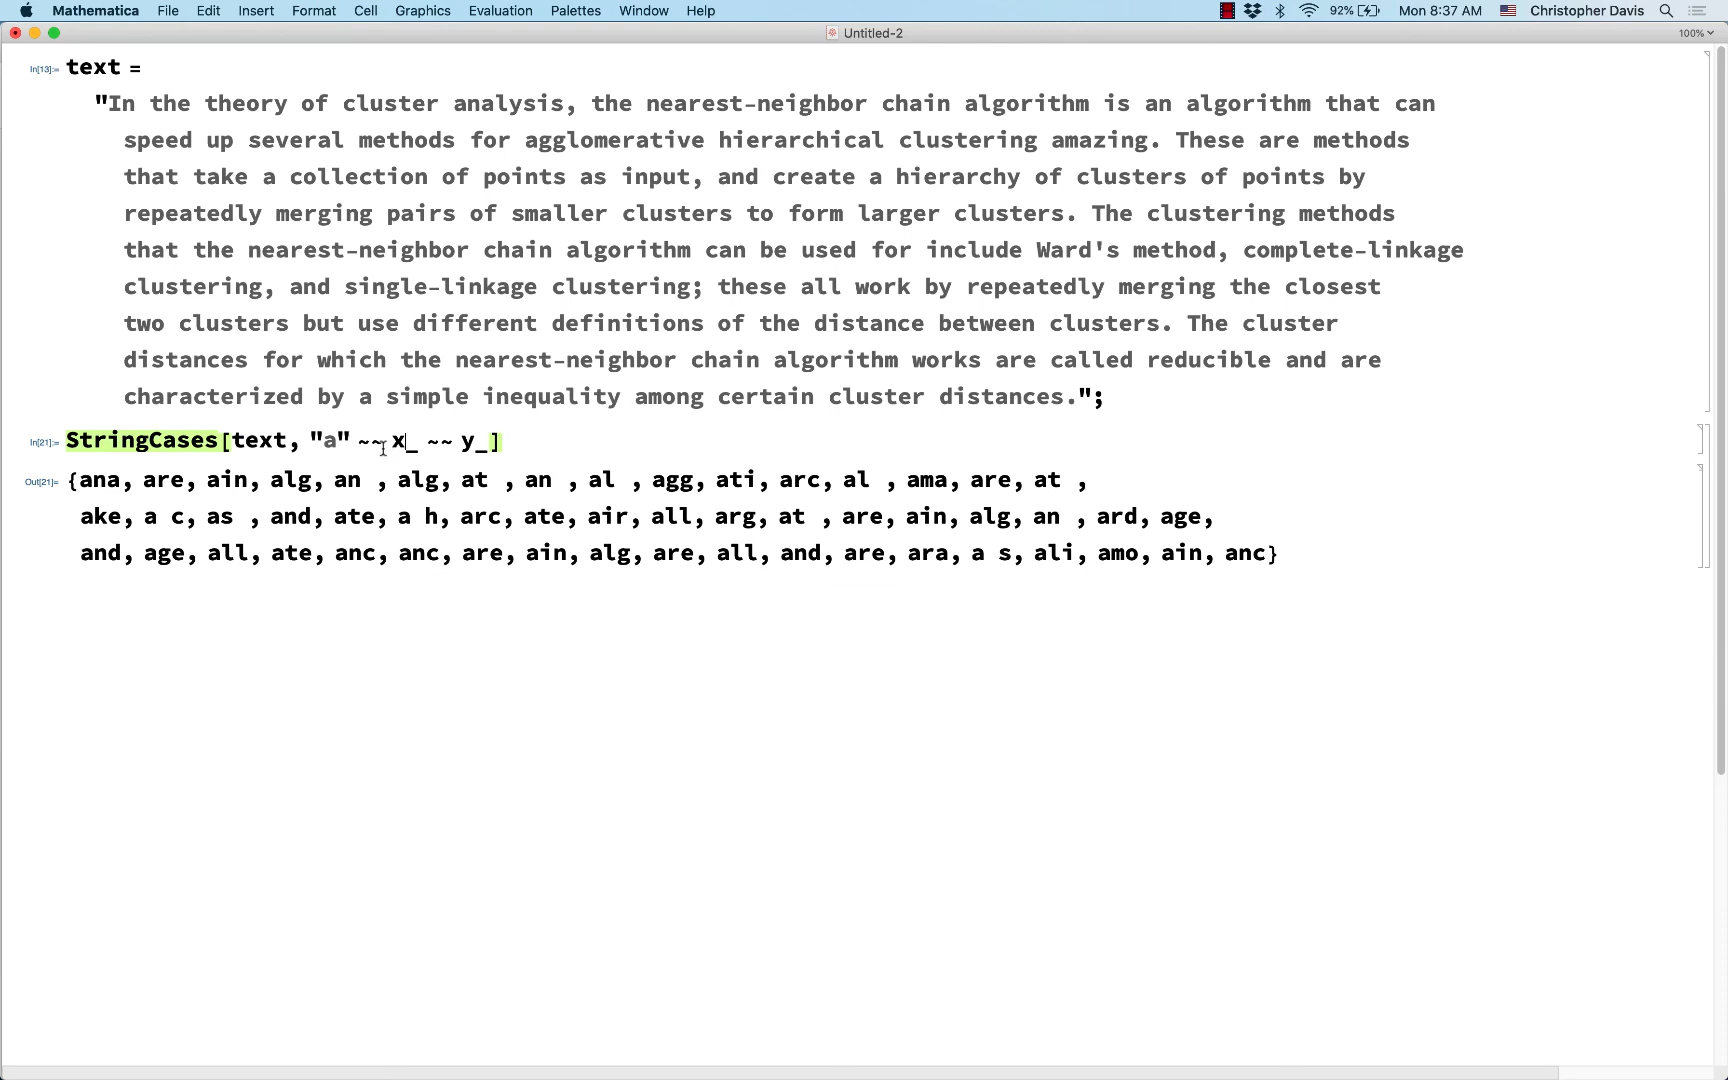 Mathematica File Edit Insert Format Cell Graphics Evaluation Palettes Window Help 92% Mon 8:37 AM Christopher Davis
Untitled-2 100%
In[13]:= text =
"In the theory of cluster analysis, the nearest-neighbor chain algorithm is an algorithm that can
speed up several methods for agglomerative hierarchical clustering amazing. These are methods
that take a collection of points as input, and create a hierarchy of clusters of points by
repeatedly merging pairs of smaller clusters to form larger clusters. The clustering methods
that the nearest-neighbor chain algorithm can be used for include Ward's method, complete-linkage
clustering, and single-linkage clustering; these all work by repeatedly merging the closest
two clusters but use different definitions of the distance between clusters. The cluster
distances for which the nearest-neighbor chain algorithm works are called reducible and are
characterized by a simple inequality among certain cluster distances.";
In[21]:= StringCases[text, "a" ~~ x_ ~~ y_]
Out[21]= {ana, are, ain, alg, an , alg, at , an , al , agg, ati, arc, al , ama, are, at ,
ake, a c, as , and, ate, a h, arc, ate, air, all, arg, at , are, ain, alg, an , ard, age,
and, age, all, ate, anc, anc, are, ain, alg, are, all, and, are, ara, a s, ali, amo, ain, anc}